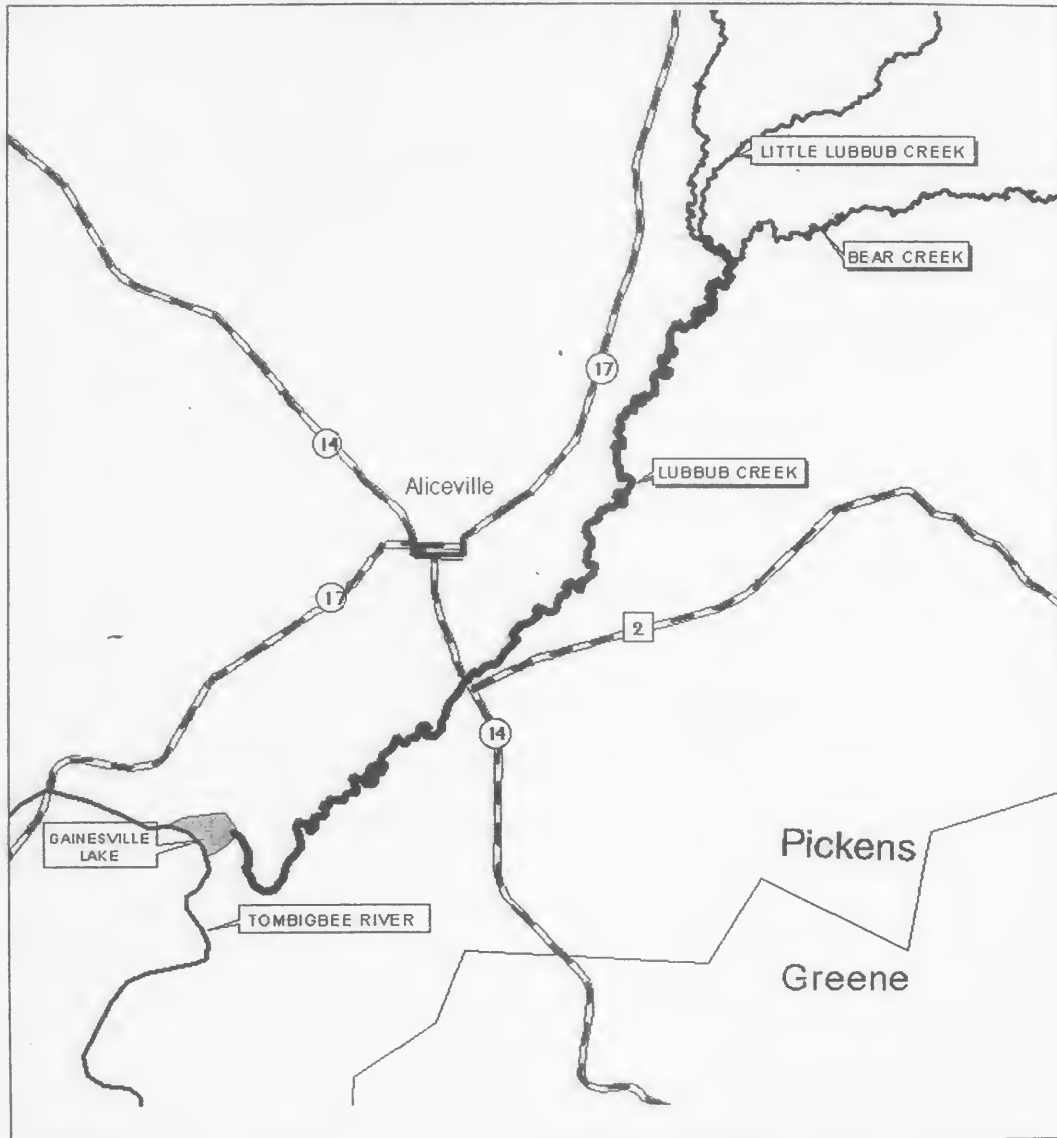 LITTLE LUBBUB CREEK
BEAR CREEK
17
14
LUBBUB CREEK
Aliceville
17
2
14
GAINESVILLE
LAKE
Pickens
TOMBIGBEE RIVER
Greene